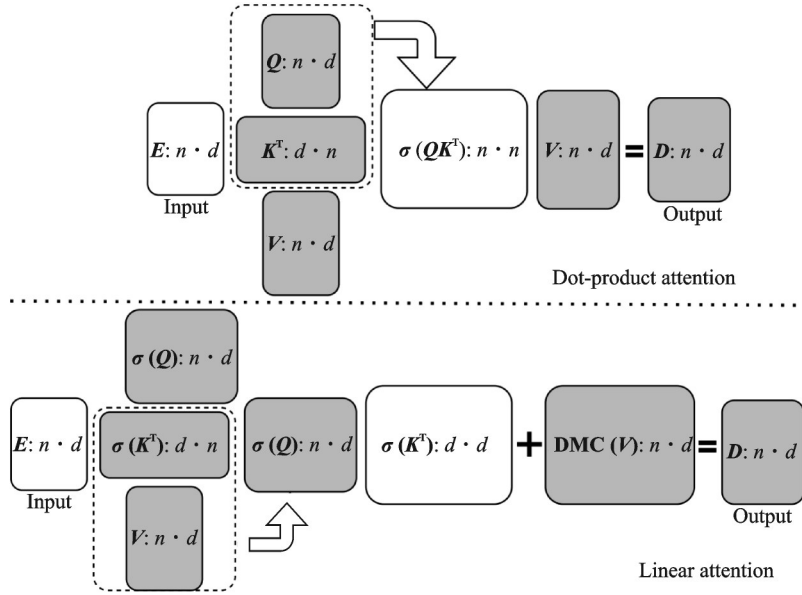 Q: n · d
E: n · d
K^T: d · n
σ (QK^T): n · n
V: n · d
=
D: n · d
Input
Output
V: n · d
Dot-product attention
σ (Q): n · d
E: n · d
σ (K^T): d · n
σ (Q): n · d
σ (K^T): d · d
+
DMC (V): n · d
=
D: n · d
Input
Output
V: n · d
Linear attention